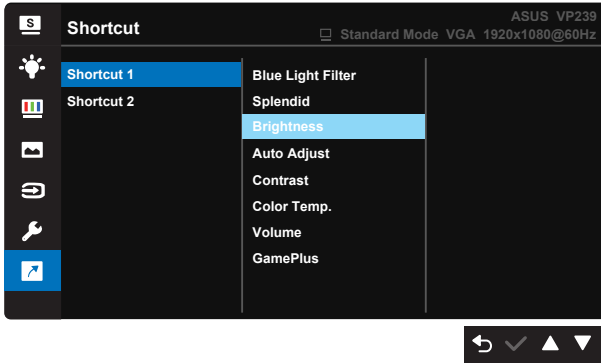 S
Shortcut
ASUS VP239
Standard Mode VGA 1920x1080@60Hz
Shortcut 1
Shortcut 2
Blue Light Filter
Splendid
Brightness
Auto Adjust
Contrast
Color Temp.
Volume
GamePlus